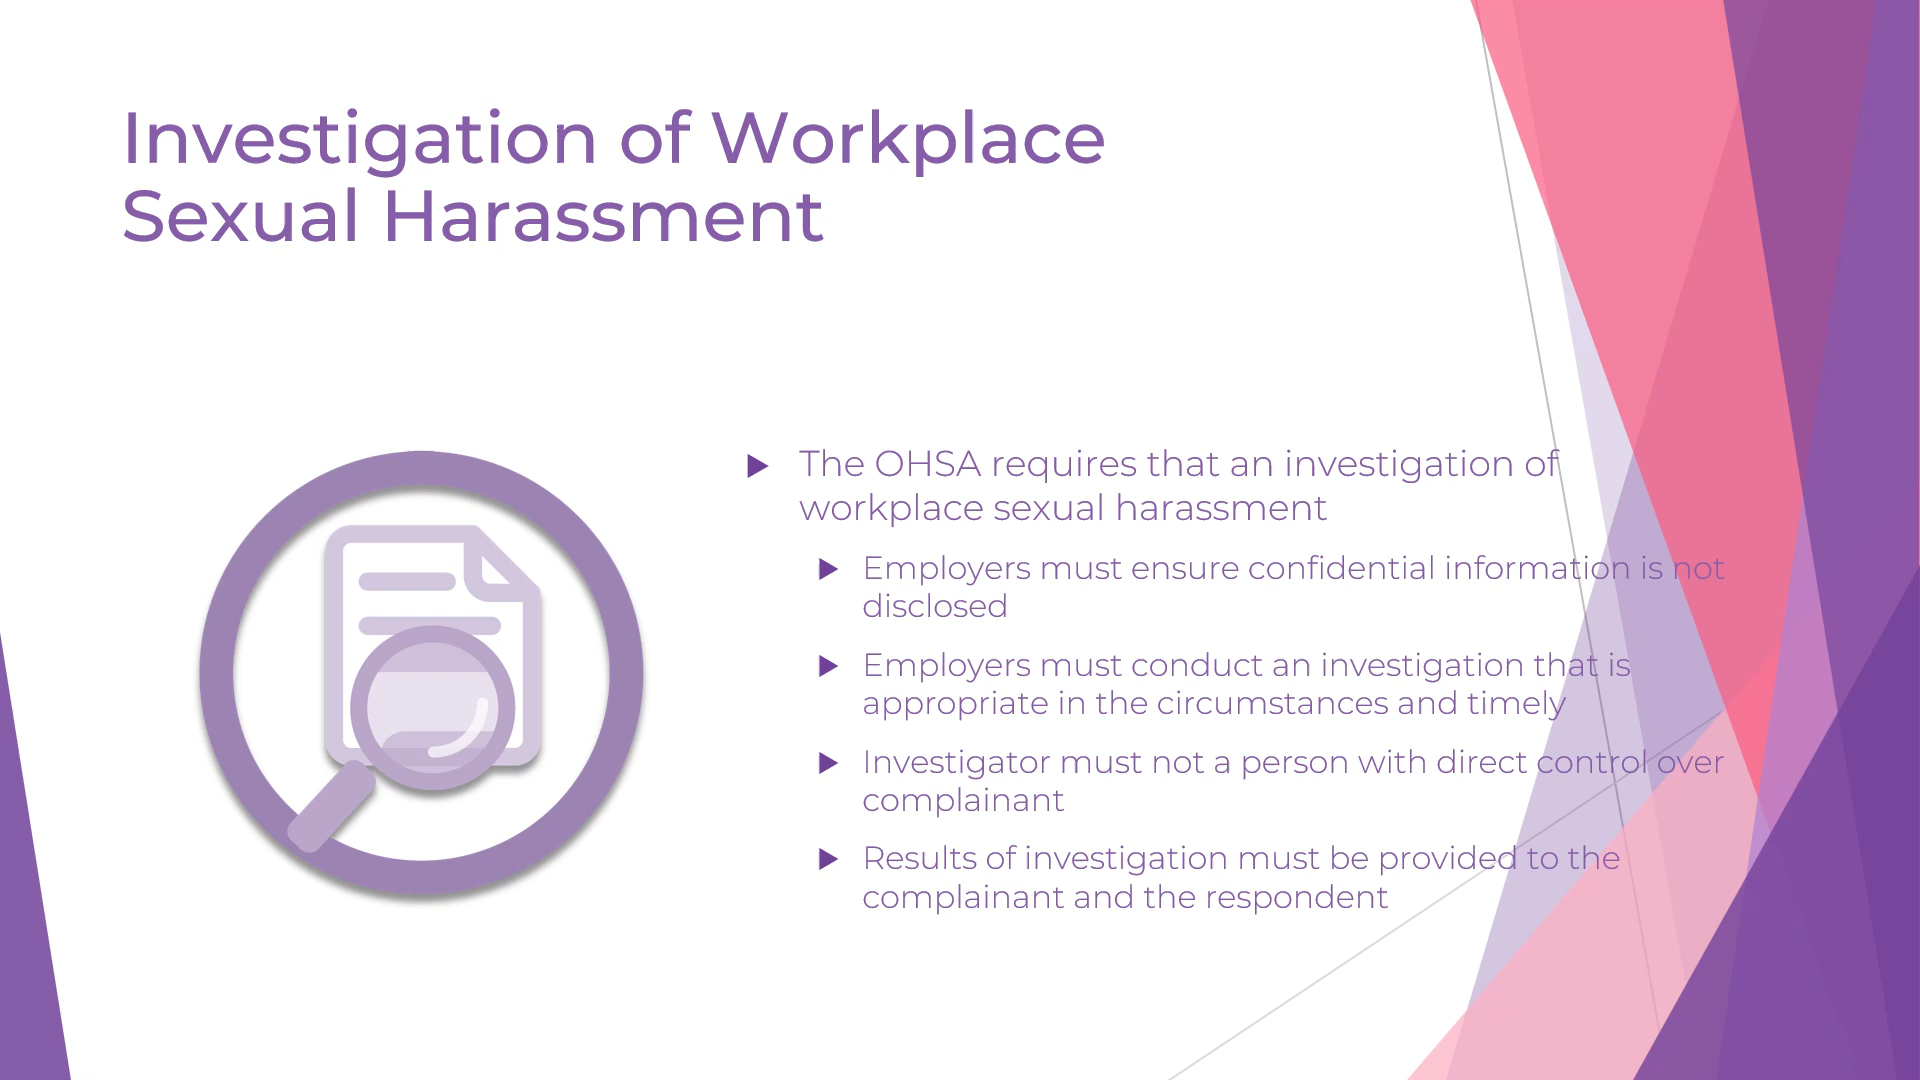 Investigation of Workplace
Sexual Harassment
The OHSA requires that an investigation of
workplace sexual harassment
Employers must ensure confidential information is not
disclosed
Employers must conduct an investigation that is
appropriate in the circumstances and timely
Investigator must not a person with direct control over
complainant
Results of investigation must be provided to the
complainant and the respondent